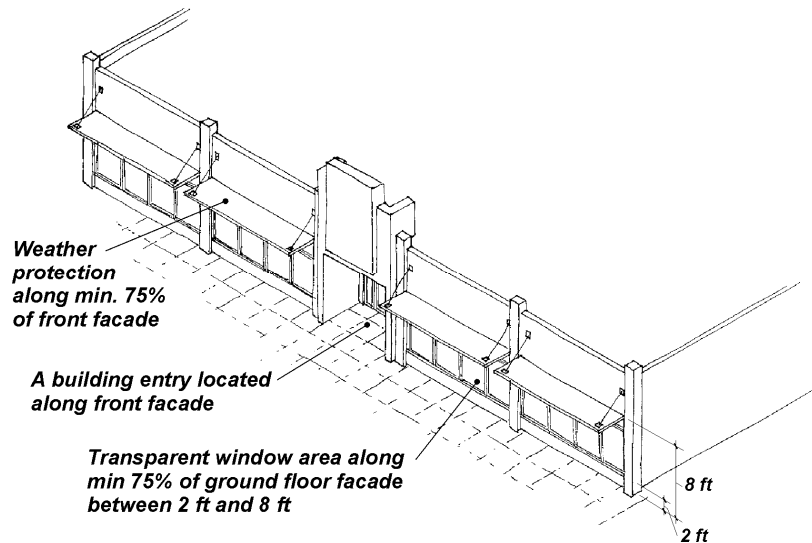 Weather
protection
along min. 75%
of front facade
A building entry located
along front facade
Transparent window area along
min 75% of ground floor facade
between 2 ft and 8 ft
8 ft
2 ft